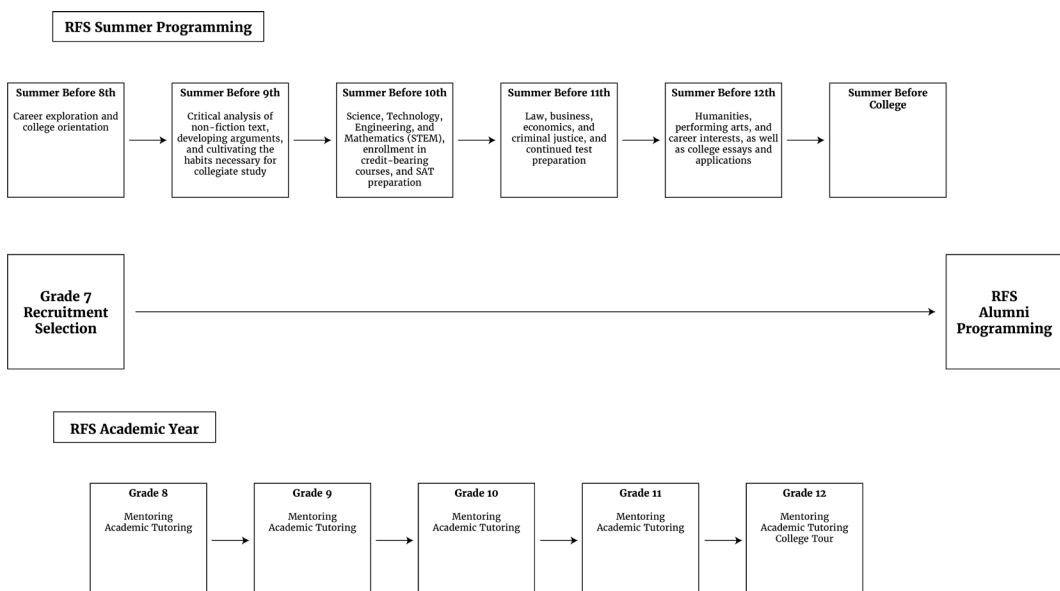 RFS Summer Programming
Summer Before 8th
Career exploration and
college orientation
Summer Before 9th
Critical analysis of
non-fiction text,
developing arguments,
and cultivating the
habits necessary for
collegiate study
Summer Before 10th
Science, Technology,
Engineering, and
Mathematics (STEM),
enrollment in
credit-bearing
courses, and SAT
preparation
Summer Before 11th
Law, business,
economics, and
criminal justice, and
continued test
preparation
Summer Before 12th
Humanities,
performing arts, and
career interests, as well
as college essays and
applications
Summer Before
College
Grade 7
Recruitment
Selection
RFS
Alumni
Programming
RFS Academic Year
Grade 8
Mentoring
Academic Tutoring
Grade 9
Mentoring
Academic Tutoring
Grade 10
Mentoring
Academic Tutoring
Grade 11
Mentoring
Academic Tutoring
Grade 12
Mentoring
Academic Tutoring
College Tour